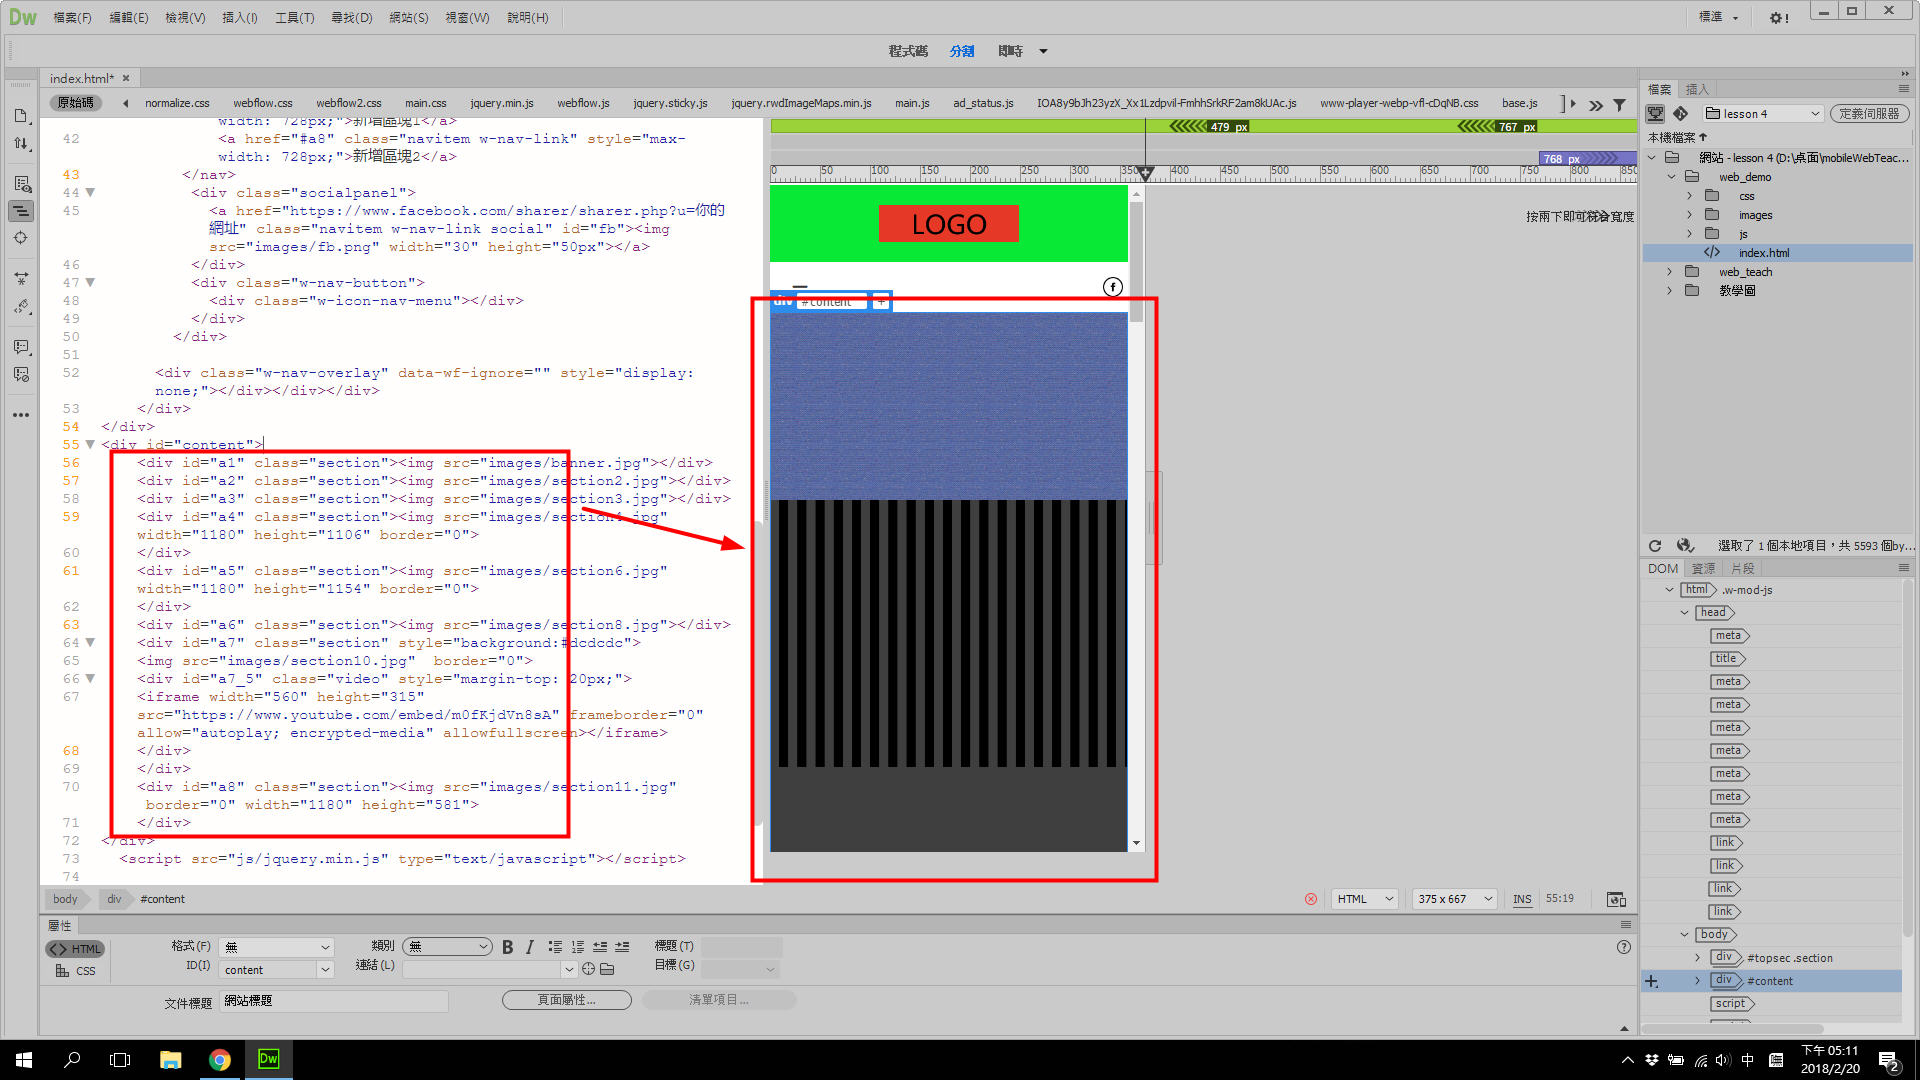 Dw 檔案(F) 編輯(E) 檢視(V) 插入(I) 工具(T) 尋找(D) 網站(S) 視窗(W) 說明(H) 標準
程式碼 分割 即時
index.html*
原始碼 normalize.css webflow.css webflow2.css main.css jquery.min.js webflow.js jquery.sticky.js jquery.rwdImageMaps.min.js main.js ad_status.js IOA8y9bJh23yzX_Xx1Lzdpvil-FmhhSrkRF2am8kUAc.js www-player-webp-vfl-cDqNB.css base.js
width: 728px;">新增區塊1</a>
42 <a href="#a8" class="navitem w-nav-link" style="max-
width: 728px;">新增區塊2</a>
43 </nav>
44 <div class="socialpanel">
45 <a href="https://www.facebook.com/sharer/sharer.php?u=你的
網址" class="navitem w-nav-link social" id="fb"><img
src="images/fb.png" width="30" height="50px"></a>
46 </div>
47 <div class="w-nav-button">
48 <div class="w-icon-nav-menu"></div>
49 </div>
50 </div>
51
52 <div class="w-nav-overlay" data-wf-ignore="" style="display:
none;"></div></div></div>
53 </div>
54 </div>
55 <div id="content">
56 <div id="a1" class="section"><img src="images/banner.jpg"></div>
57 <div id="a2" class="section"><img src="images/section2.jpg"></div>
58 <div id="a3" class="section"><img src="images/section3.jpg"></div>
59 <div id="a4" class="section"><img src="images/section4.jpg"
width="1180" height="1106" border="0">
60 </div>
61 <div id="a5" class="section"><img src="images/section6.jpg"
width="1180" height="1154" border="0">
62 </div>
63 <div id="a6" class="section"><img src="images/section8.jpg"></div>
64 <div id="a7" class="section" style="background:#dcdcdc">
65 <img src="images/section10.jpg"  border="0">
66 <div id="a7_5" class="video" style="margin-top: 20px;">
67 <iframe width="560" height="315"
src="https://www.youtube.com/embed/m0fKjdVn8sA" frameborder="0"
allow="autoplay; encrypted-media" allowfullscreen></iframe>
68 </div>
69 </div>
70 <div id="a8" class="section"><img src="images/section11.jpg"
border="0" width="1180" height="581">
71 </div>
72 </div>
73 <script src="js/jquery.min.js" type="text/javascript"></script>
74
479 px 767 px
768 px
0 50 100 150 200 250 300 350 400 450 500 550 600 650 700 750 800 850
LOGO
f
div #content +
body div #content
HTML 375 x 667 INS 55:19
屬性
HTML 格式(F) 無 類別 無 B I 標題(T)
CSS ID(I) content 連結(L) 目標(G)
文件標題 網站標題 頁面屬性... 清單項目...
檔案 插入
lesson 4 定義伺服器
本機檔案
網站 - lesson 4 (D:\桌面\mobileWebTeac...
web_demo
css
images
js
index.html
web_teach
教學圖
選取了 1 個本地項目，共 5593 個by...
DOM 資源 片段
html .w-mod-js
head
meta
title
meta
meta
meta
meta
meta
meta
meta
link
link
link
link
body
div #topsec .section
div #content
script
Dw
中
下午 05:11
2018/2/20
2